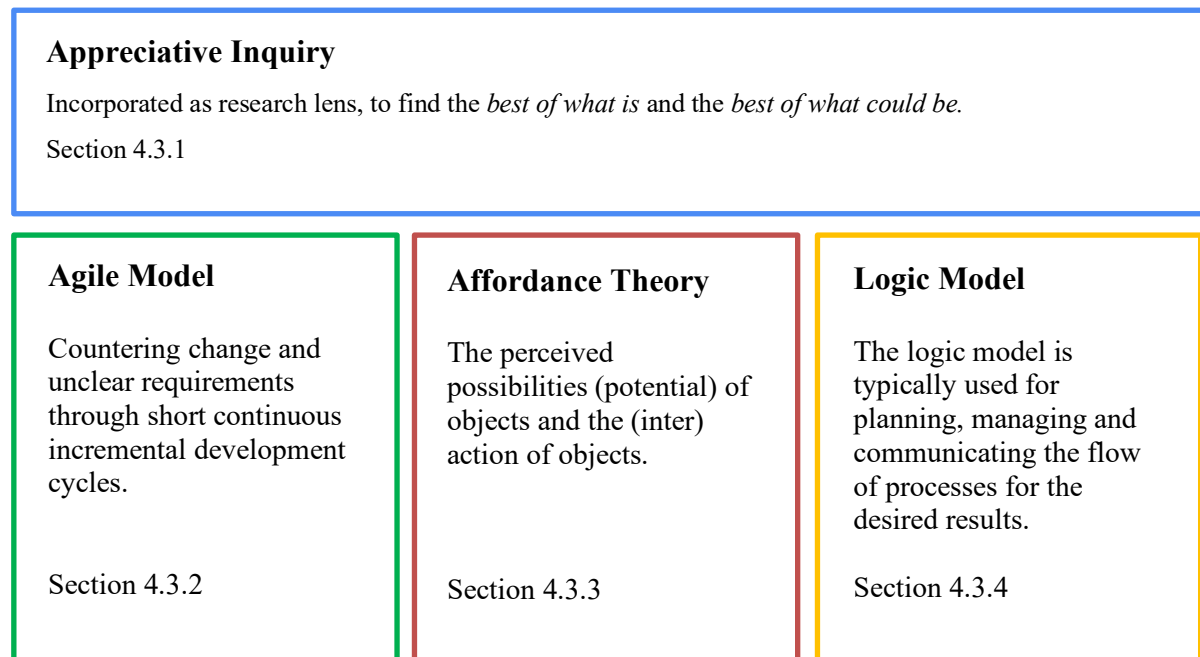 Appreciative Inquiry
Incorporated as research lens, to find the best of what is and the best of what could be.
Section 4.3.1
Agile Model
Countering change and
unclear requirements
through short continuous
incremental development
cycles.
Section 4.3.2
Affordance Theory
The perceived
possibilities (potential) of
objects and the (inter)
action of objects.
Section 4.3.3
Logic Model
The logic model is
typically used for
planning, managing and
communicating the flow
of processes for the
desired results.
Section 4.3.4